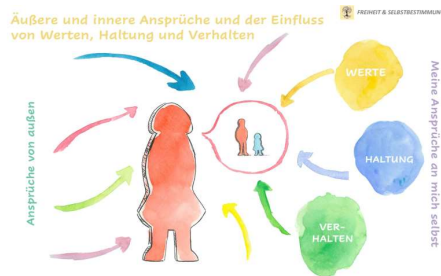 Äußere und innere Ansprüche und der Einfluss
von Werten, Haltung und Verhalten
FREIHEIT & SELBSTBESTIMMUN
Ansprüche von außen
WERTE
HALTUNG
VER-
HALTEN
Meine Ansprüche an mich selbst